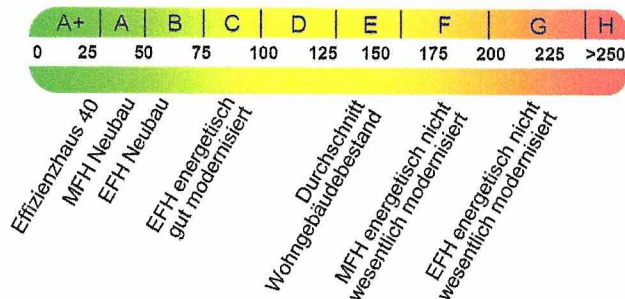 A+ A B C D E F G H
0 25 50 75 100 125 150 175 200 225 >250
Effizienzhaus 40
MFH Neubau
EFH Neubau
EFH energetisch
gut modernisiert
Durchschnitt
Wohngebäudebestand
MFH energetisch nicht
wesentlich modernisiert
EFH energetisch nicht
wesentlich modernisiert